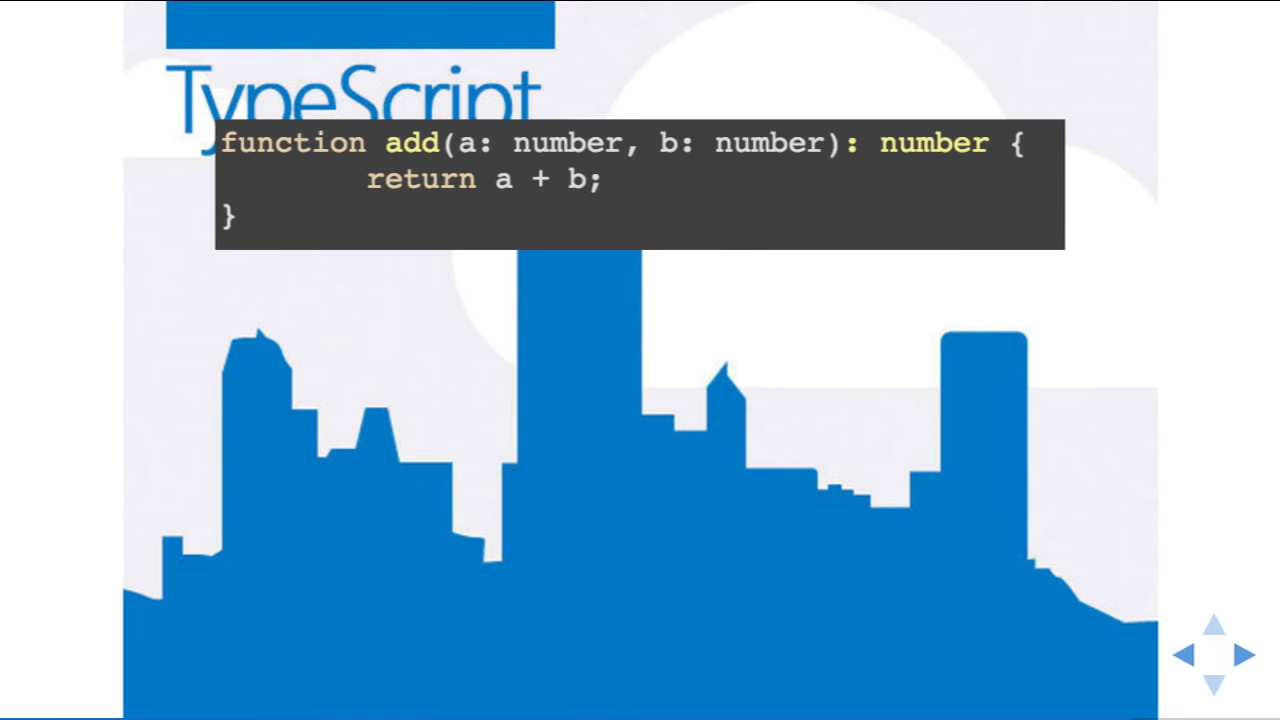 TypeScript
function add(a: number, b: number): number {
        return a + b;
}